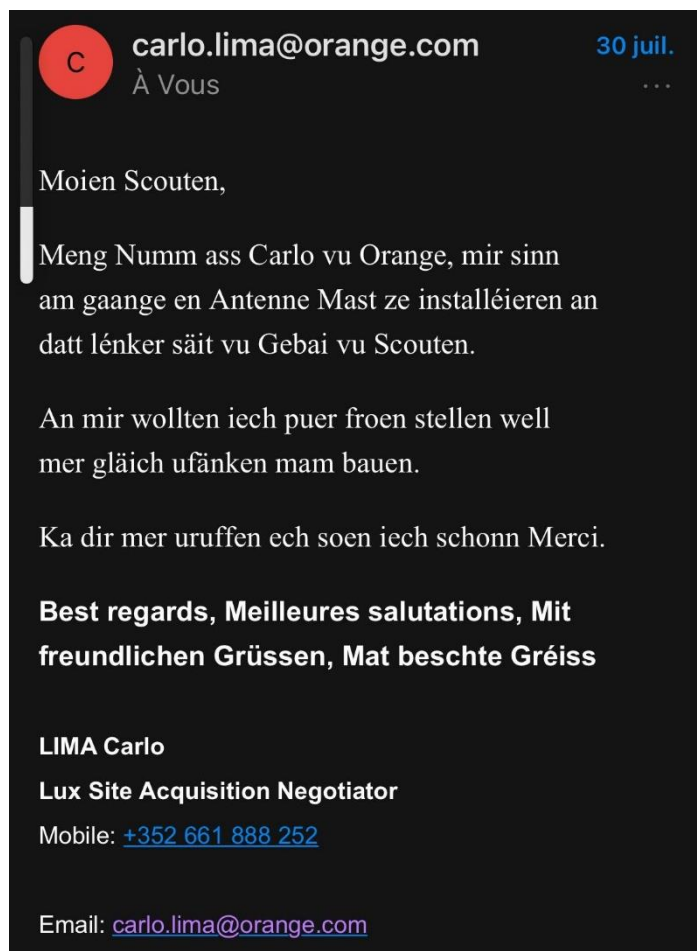 C
carlo.lima@orange.com
30 juil.
À Vous
...
Moien Scouten,
Meng Numm ass Carlo vu Orange, mir sinn
am gaange en Antenne Mast ze installéieren an
datt lénker säit vu Gebai vu Scouten.
An mir wollten iech puer froen stellen well
mer gläich ufänken mam bauen.
Ka dir mer uruffen ech soen iech schonn Merci.
Best regards, Meilleures salutations, Mit
freundlichen Grüssen, Mat beschte Gréiss
LIMA Carlo
Lux Site Acquisition Negotiator
Mobile: +352 661 888 252
Email: carlo.lima@orange.com